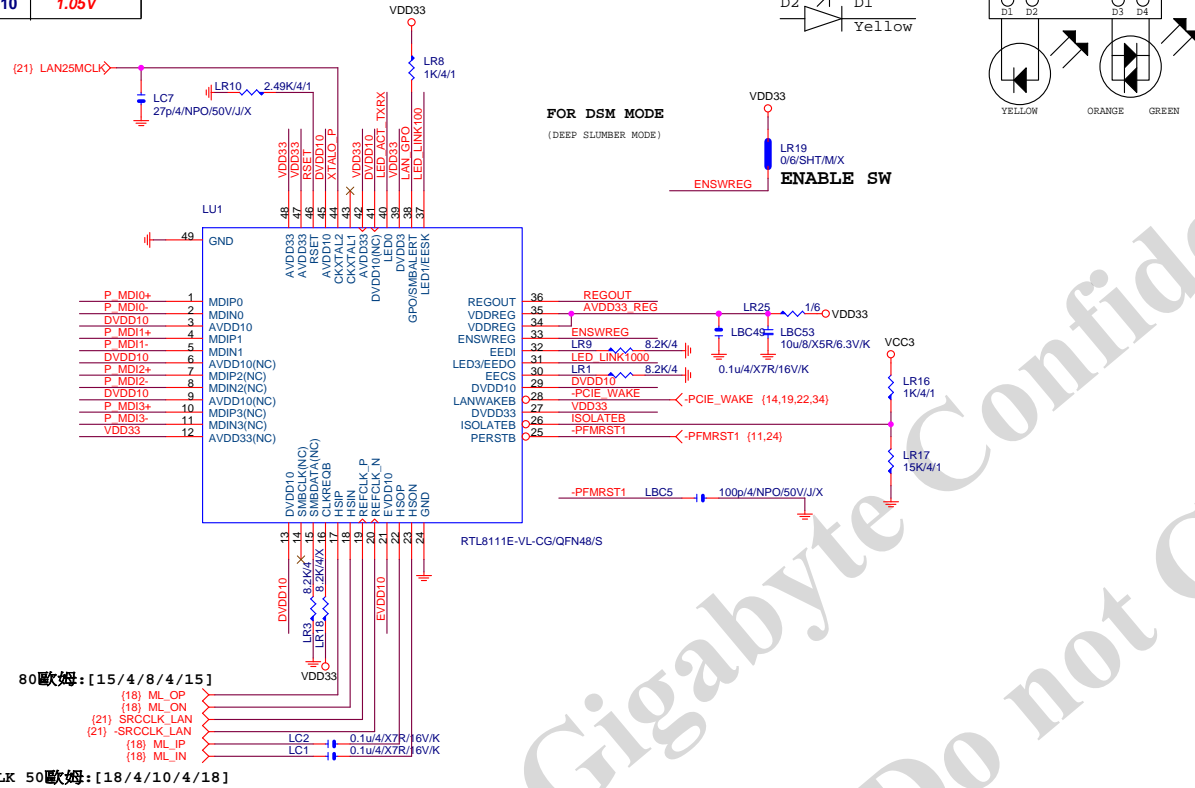 10 1.05V
VDD33
D2 D1
Yellow
D1 D2 D3 D4
YELLOW ORANGE GREEN
{21} LAN25MCLK
LC7
27p/4/NPO/50V/J/X
LR10 2.49K/4/1
LR8
1K/4/1
FOR DSM MODE
(DEEP SLUMBER MODE)
VDD33
LR19
0/6/SHT/M/X
ENABLE SW
ENSWREG
VDD33
VDD33
RSET
DVDD10
XTALO_P
VDD33
DVDD10
LED_ACT_TXRX
VDD33
LAN_GPO
LED_LINK100
LU1
48 47 46 45 44 43 42 41 40 39 38 37
AVDD33
AVDD33
RSET
AVDD10
CKXTAL2
CKXTAL1
AVDD33
DVDD10(NC)
LED0
DVDD3
GPO/SMBALERT
LED1/EESK
49 GND
P_MDI0+ 1 MDIP0
P_MDI0- 2 MDIN0
DVDD10 3 AVDD10
P_MDI1+ 4 MDIP1
P_MDI1- 5 MDIN1
DVDD10 6 AVDD10(NC)
P_MDI2+ 7 MDIP2(NC)
P_MDI2- 8 MDIN2(NC)
DVDD10 9 AVDD10(NC)
P_MDI3+ 10 MDIP3(NC)
P_MDI3- 11 MDIN3(NC)
VDD33 12 AVDD33(NC)
REGOUT 36 REGOUT
VDDREG 35 AVDD33_REG
VDDREG 34
ENSWREG 33 ENSWREG
EEDI 32 LR9 8.2K/4
LED3/EEDO 31 LED_LINK1000
EECS 30 LR1 8.2K/4
DVDD10 29 DVDD10
LANWAKEB 28 -PCIE_WAKE -PCIE_WAKE {14,19,22,34}
DVDD33 27 VDD33
ISOLATEB 26 ISOLATEB
PERSTB 25 -PFMRST1 -PFMRST1 {11,24}
LR25 1/6 VDD33
LBC49 LBC53
10u/8/X5R/6.3V/K
0.1u/4/X7R/16V/K
VCC3
LR16
1K/4/1
LR17
15K/4/1
-PFMRST1 LBC5 100p/4/NPO/50V/J/X
DVDD10
SMBCLK(NC)
SMBDATA(NC)
CLKREQB
HSIP
HSIN
REFCLK_P
REFCLK_N
EVDD10
HSOP
HSON
GND
13 14 15 16 17 18 19 20 21 22 23 24
RTL8111E-VL-CG/QFN48/S
DVDD10
LR3 8.2K/4
LR18 8.2K/4/X
EVDD10
VDD33
80歐姆:[15/4/8/4/15]
{18} ML_OP
{18} ML_ON
{21} SRCCLK_LAN
{21} -SRCCLK_LAN
{18} ML_IP LC2 0.1u/4/X7R/16V/K
{18} ML_IN LC1 0.1u/4/X7R/16V/K
LK 50歐姆:[18/4/10/4/18]
Gigabyte Confide
Do not C